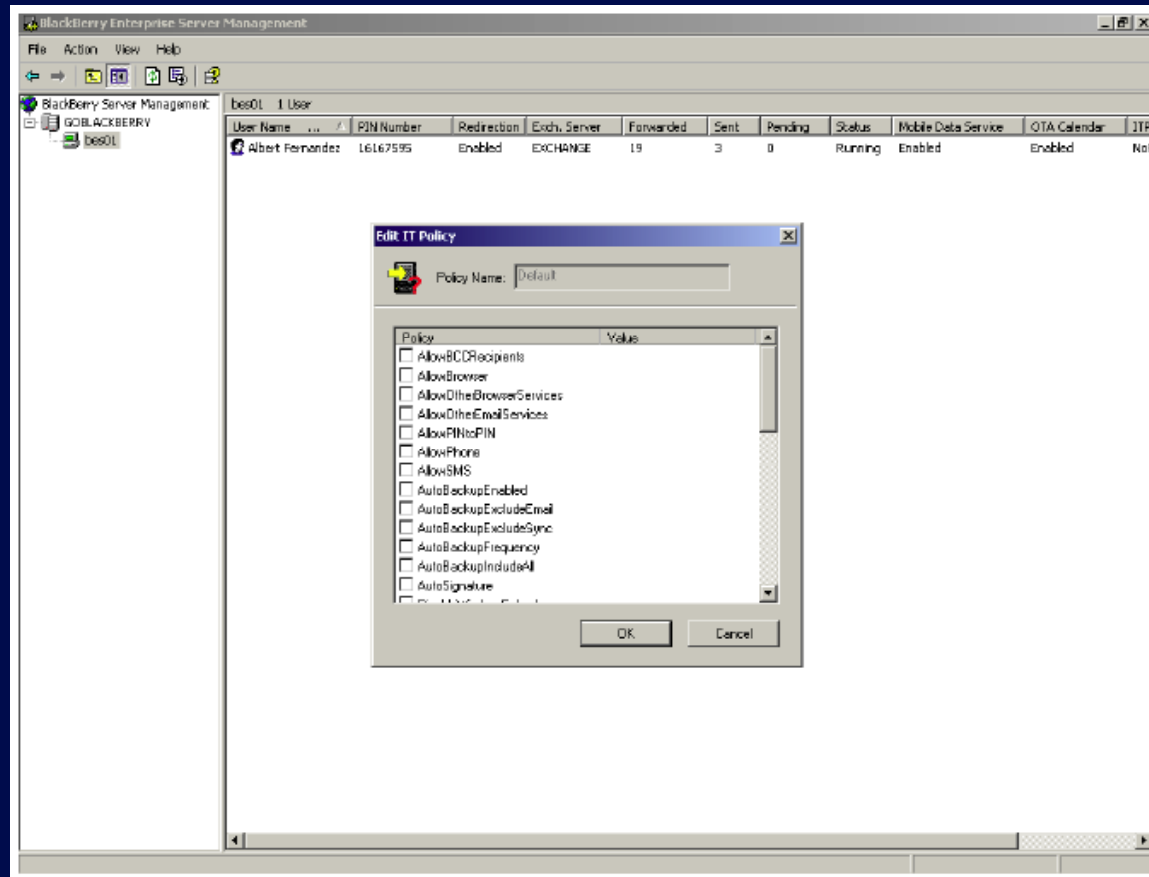 BlackBerry Enterprise Server Management
File Action View Help
BlackBerry Server Management
GOBLACKBERRY
bes01
bes01 1 User
User Name ... PIN Number Redirection Exch. Server Forwarded Sent Pending Status Mobile Data Service OTA Calendar
Albert Fernandez 16167595 Enabled EXCHANGE 19 3 0 Running Enabled Enabled
Edit IT Policy
Policy Name: Default
Policy Value
AllowBCCRecipients
AllowBrowser
AllowOtherBrowserServices
AllowOtherEmailServices
AllowPINtoPIN
AllowPhone
AllowSMS
AutoBackupEnabled
AutoBackupExcludeEmail
AutoBackupExcludeSync
AutoBackupFrequency
AutoBackupIncludeAll
AutoSignature
OK Cancel